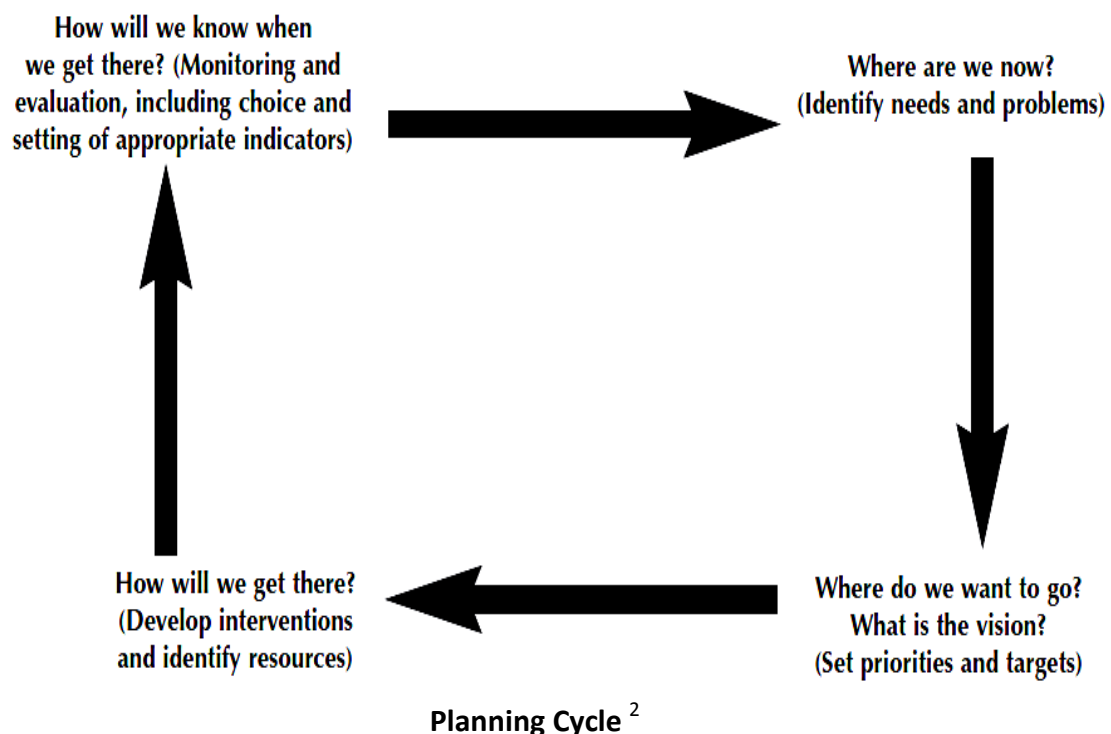 How will we know when
we get there? (Monitoring and
evaluation, including choice and
setting of appropriate indicators)
Where are we now?
(Identify needs and problems)
How will we get there?
(Develop interventions
and identify resources)
Where do we want to go?
What is the vision?
(Set priorities and targets)
Planning Cycle 2